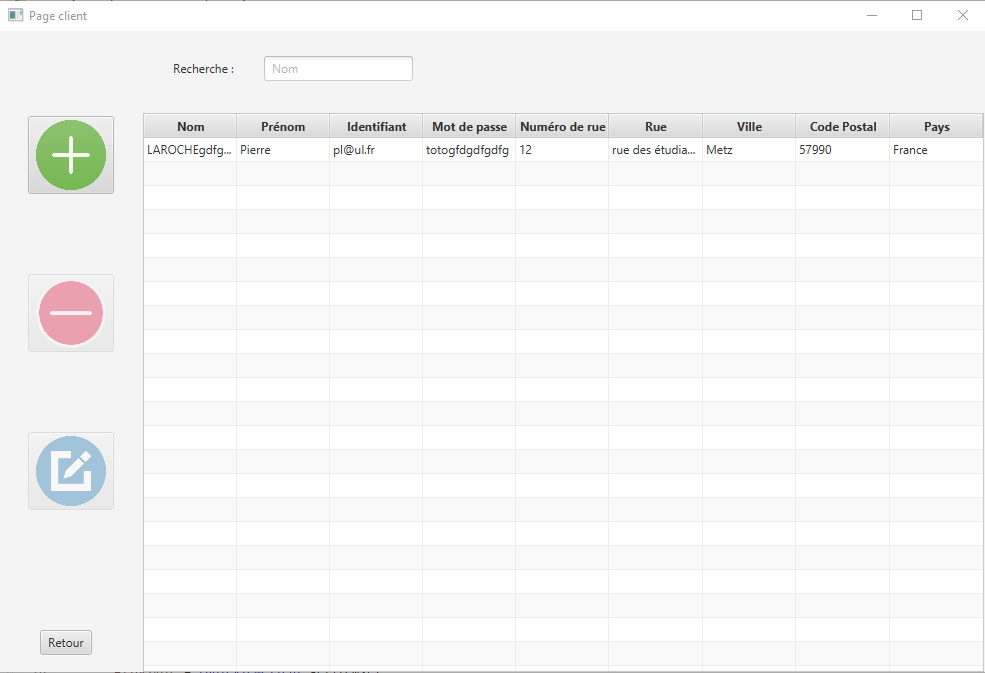 Page client
Recherche : Nom
Nom Prénom Identifiant Mot de passe Numéro de rue Rue Ville Code Postal Pays
LAROCHEgdfg... Pierre pl@ul.fr totogfdgdfgdfg 12 rue des étudia... Metz 57990 France
Retour